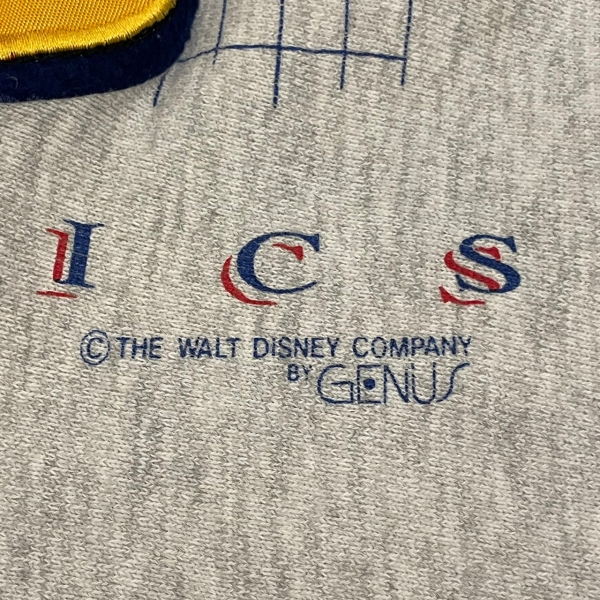 I C S
© THE WALT DISNEY COMPANY
BY GENUS